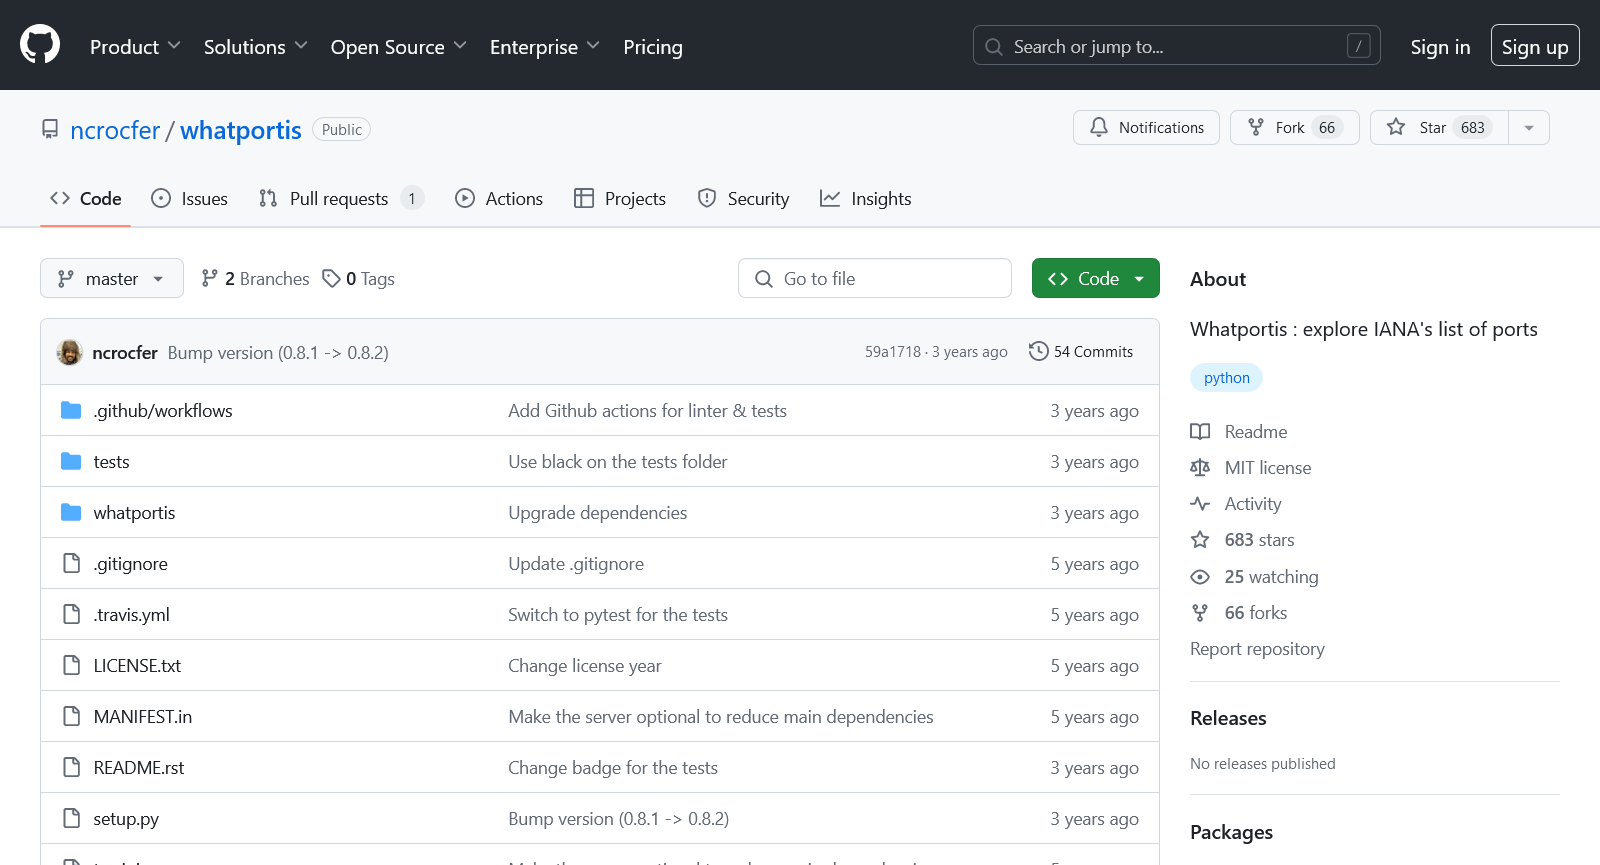 Product Solutions Open Source Enterprise Pricing Search or jump to... / Sign in Sign up
ncrocfer / whatportis Public Notifications Fork 66 Star 683
Code Issues Pull requests 1 Actions Projects Security Insights
master 2 Branches 0 Tags Go to file Code
ncrocfer Bump version (0.8.1 -> 0.8.2) 59a1718 · 3 years ago 54 Commits
.github/workflows Add Github actions for linter & tests 3 years ago
tests Use black on the tests folder 3 years ago
whatportis Upgrade dependencies 3 years ago
.gitignore Update .gitignore 5 years ago
.travis.yml Switch to pytest for the tests 5 years ago
LICENSE.txt Change license year 5 years ago
MANIFEST.in Make the server optional to reduce main dependencies 5 years ago
README.rst Change badge for the tests 3 years ago
setup.py Bump version (0.8.1 -> 0.8.2) 3 years ago
About
Whatportis : explore IANA's list of ports
python
Readme
MIT license
Activity
683 stars
25 watching
66 forks
Report repository
Releases
No releases published
Packages